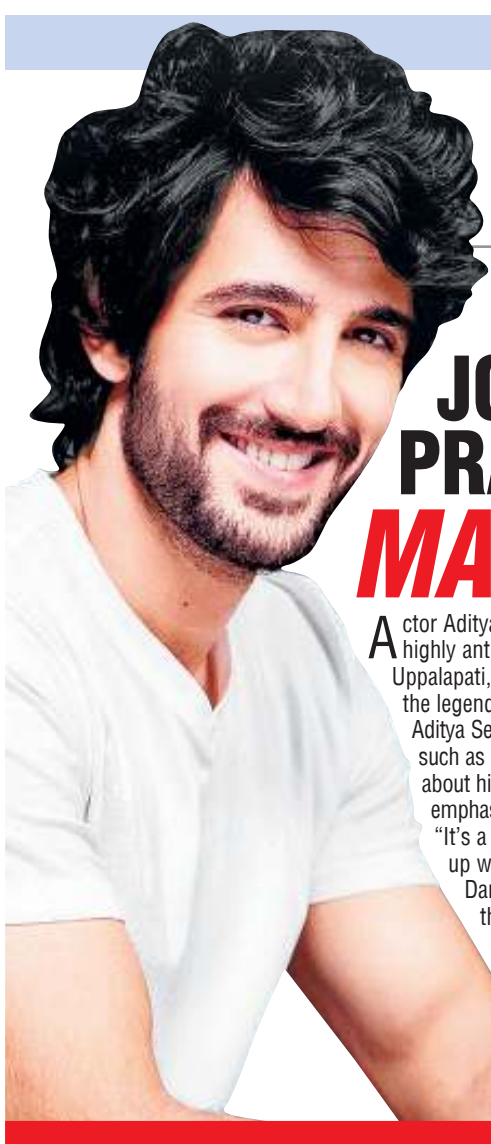 JO
PRA
MA
Actor Aditya
highly ant
Uppalapati,
the legend
Aditya Se
such as
about hi
emphas
“It’s a
up w
Dar
th